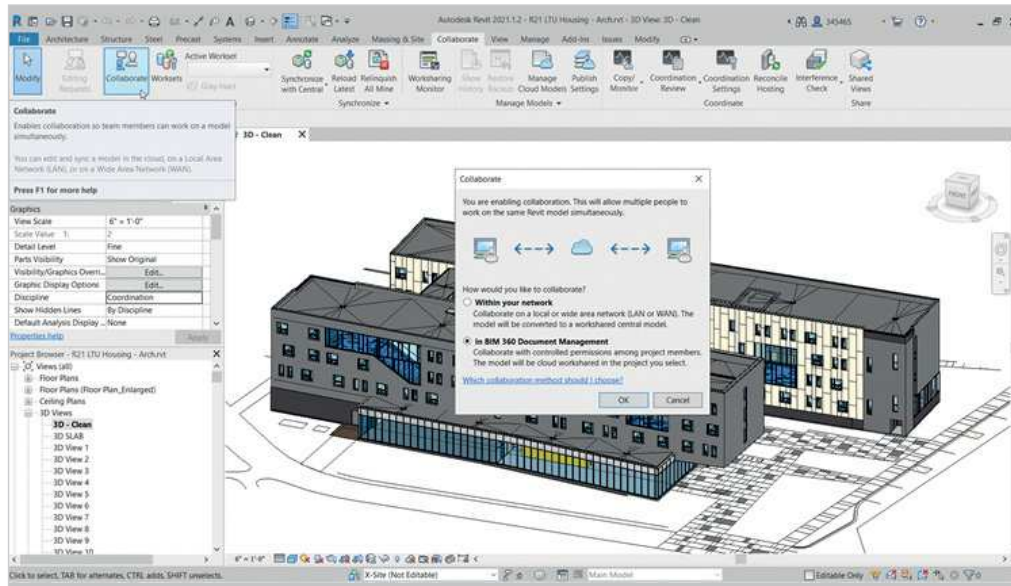 Autodesk Revit 2021.1.2 - R21 LTU Housing - Arch.rvt - 3D View: 3D - Clean
345465
File Architecture Structure Steel Precast Systems Insert Annotate Analyze Massing & Site Collaborate View Manage Add-Ins Issues Modify
Modify
Editing Requests
Collaborate
Worksets
Active Workset
Gray Inactive
Synchronize with Central
Reload Latest
Relinquish All Mine
Worksharing Monitor
Show History
Restore Backup
Manage Cloud Models
Publish Settings
Copy/ Monitor
Coordination Review
Coordination Settings
Reconcile Hosting
Interference Check
Shared Views
Synchronize
Manage Models
Coordinate
Share
Collaborate
Enables collaboration so team members can work on a model
simultaneously.
You can edit and sync a model in the cloud, on a Local Area
Network (LAN), or on a Wide Area Network (WAN).
Press F1 for more help
3D - Clean X
Graphics
View Scale 6" = 1'-0"
Scale Value 1: 2
Detail Level Fine
Parts Visibility Show Original
Visibility/Graphics Overri... Edit...
Graphic Display Options Edit...
Discipline Coordination
Show Hidden Lines By Discipline
Default Analysis Display ... None
Properties help Apply
Project Browser - R21 LTU Housing - Arch.rvt
Views (all)
Floor Plans
Floor Plans (Floor Plan_Enlarged)
Ceiling Plans
3D Views
3D - Clean
3D SLAB
3D View 1
3D View 2
3D View 3
3D View 4
3D View 5
3D View 6
3D View 7
3D View 8
3D View 9
3D View 10
Collaborate
You are enabling collaboration. This will allow multiple people to
work on the same Revit model simultaneously.
How would you like to collaborate?
Within your network
Collaborate on a local or wide area network (LAN or WAN). The
model will be converted to a workshared central model.
In BIM 360 Document Management
Collaborate with controlled permissions among project members.
The model will be cloud workshared in the project you select.
Which collaboration method should I choose?
OK Cancel
FRONT
6" = 1'-0"
Click to select, TAB for alternates, CTRL adds, SHIFT unselects.
X-Site (Not Editable)
:0
Main Model
Editable Only
:0